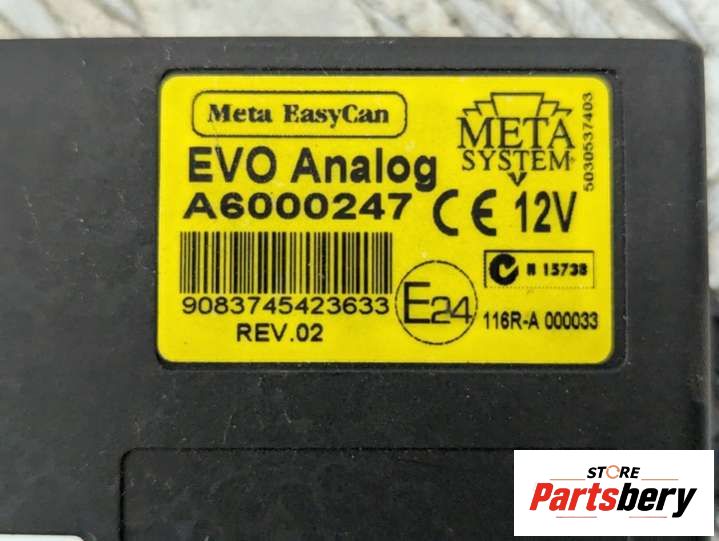 Meta EasyCan
META
SYSTEM
5030537403
EVO Analog
A6000247
CE 12V
N 15738
9083745423633
E24
116R-A 000033
REV.02
STORE
Partsbery